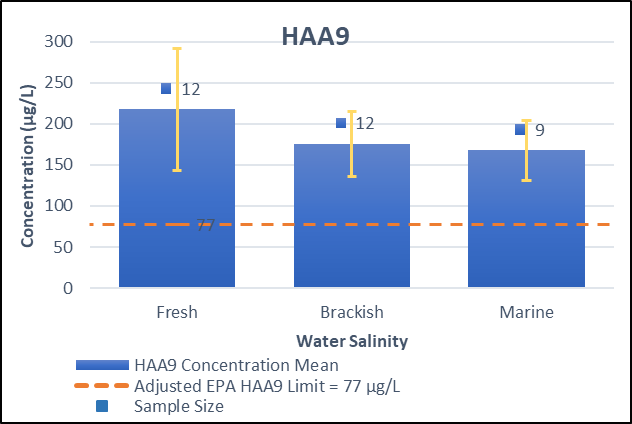 HAA9
300
250
200
150
100
50
0
Concentration (µg/L)
12
12
9
77
Fresh Brackish Marine
Water Salinity
HAA9 Concentration Mean
Adjusted EPA HAA9 Limit = 77 µg/L
Sample Size